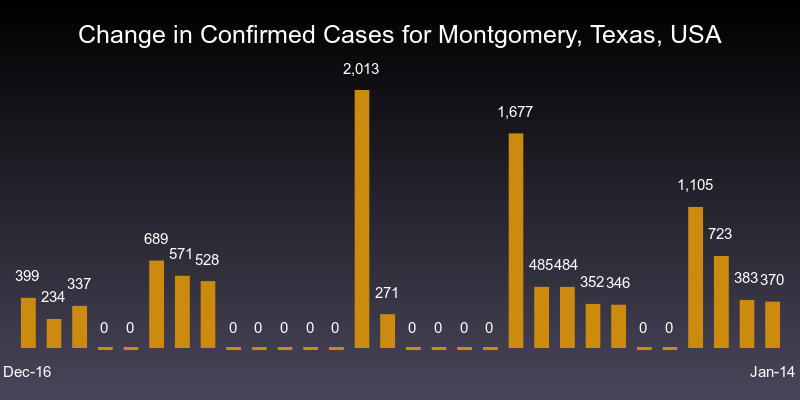 Change in Confirmed Cases for Montgomery, Texas, USA
399 234 337 0 0 689 571 528 0 0 0 0 0 2,013 271 0 0 0 0 1,677 485 484 352 346 0 0 1,105 723 383 370
Dec-16 Jan-14